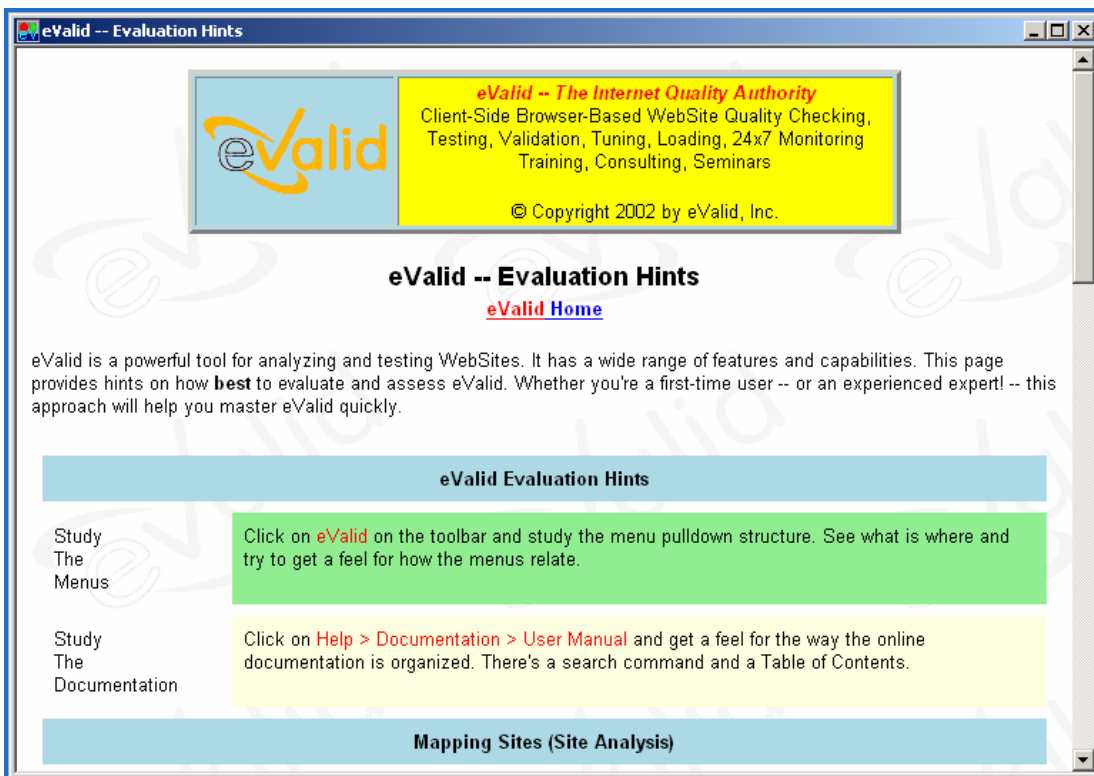 eValid -- Evaluation Hints
eValid
eValid -- The Internet Quality Authority
Client-Side Browser-Based WebSite Quality Checking,
Testing, Validation, Tuning, Loading, 24x7 Monitoring
Training, Consulting, Seminars
© Copyright 2002 by eValid, Inc.
eValid -- Evaluation Hints
eValid Home
eValid is a powerful tool for analyzing and testing WebSites. It has a wide range of features and capabilities. This page
provides hints on how best to evaluate and assess eValid. Whether you're a first-time user -- or an experienced expert! -- this
approach will help you master eValid quickly.
eValid Evaluation Hints
Study
The
Menus
Click on eValid on the toolbar and study the menu pulldown structure. See what is where and
try to get a feel for how the menus relate.
Study
The
Documentation
Click on Help > Documentation > User Manual and get a feel for the way the online
documentation is organized. There's a search command and a Table of Contents.
Mapping Sites (Site Analysis)